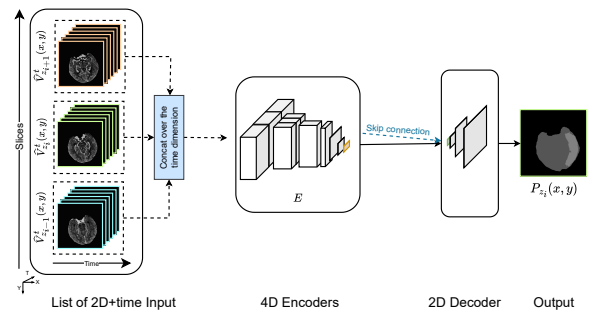 Slices
V̂ᵗ_{z_{i+1}}(x, y)
V̂ᵗ_{z_i}(x, y)
V̂ᵗ_{z_{i−1}}(x, y)
Time
T
X
Y
Concat over the
time dimension
E
Skip connection
P_{z_i}(x, y)
List of 2D+time Input
4D Encoders
2D Decoder
Output